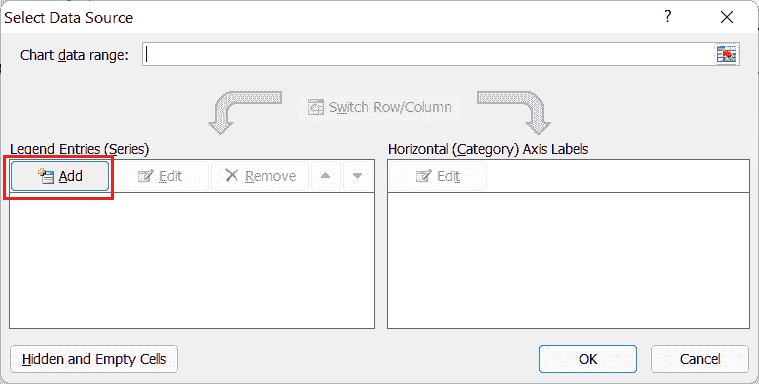 Select Data Source ?
Chart data range:
Switch Row/Column
Legend Entries (Series) Horizontal (Category) Axis Labels
Add Edit Remove Edit
Hidden and Empty Cells OK Cancel